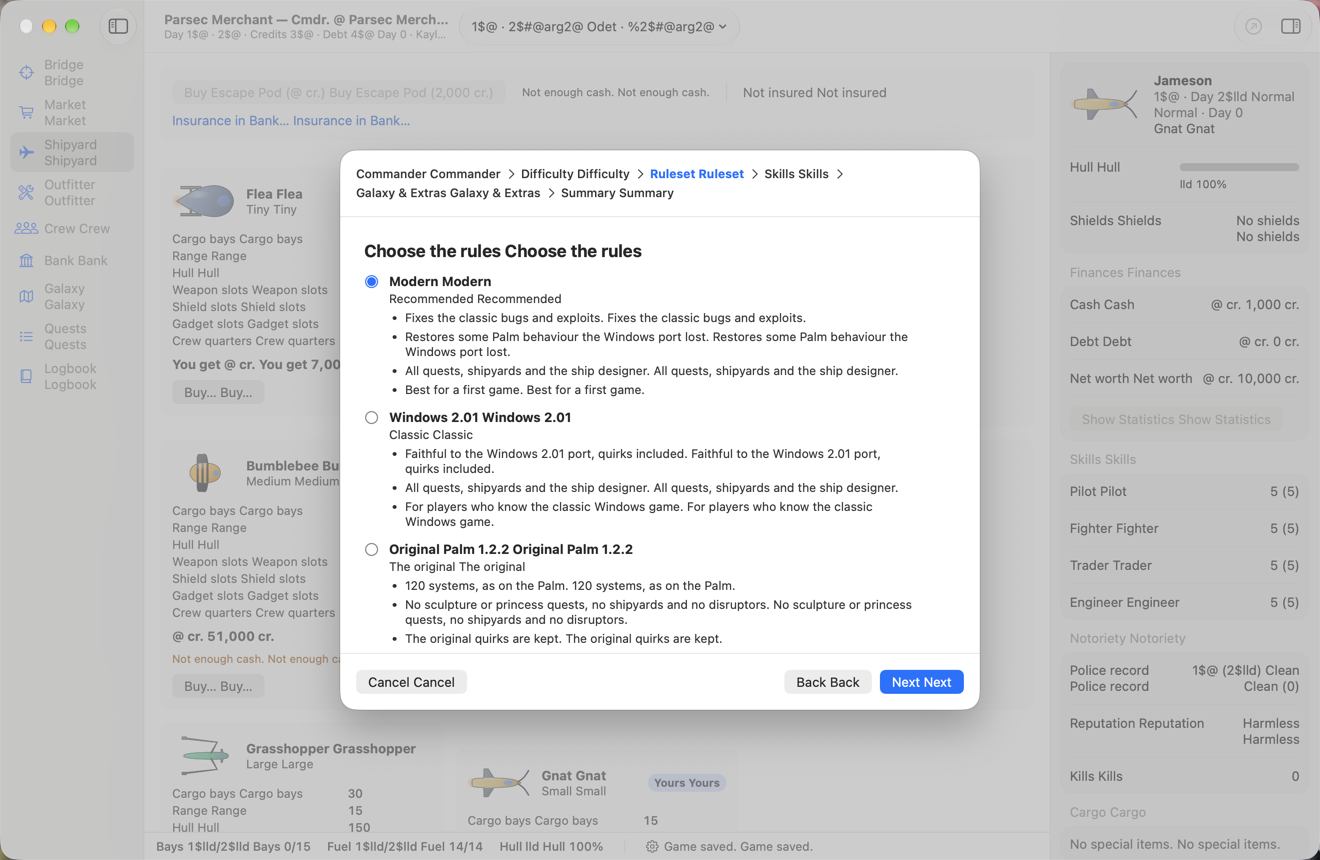 Parsec Merchant — Cmdr. @ Parsec Merch...
Day 1$@ · 2$@ · Credits 3$@ · Debt 4$@ Day 0 · Kayl...
1$@ · 2$#@arg2@ Odet · %2$#@arg2@
Bridge
Bridge
Market
Market
Shipyard
Shipyard
Outfitter
Outfitter
Crew Crew
Bank Bank
Galaxy
Galaxy
Quests
Quests
Logbook
Logbook
Buy Escape Pod (@ cr.) Buy Escape Pod (2,000 cr.)
Not enough cash. Not enough cash.
Not insured Not insured
Insurance in Bank... Insurance in Bank...
Flea Flea
Tiny Tiny
Cargo bays Cargo bays
Range Range
Hull Hull
Weapon slots Weapon slots
Shield slots Shield slots
Gadget slots Gadget slots
Crew quarters Crew quarters
You get @ cr. You get 7,00
Buy... Buy...
Bumblebee Bu
Medium Medium
Cargo bays Cargo bays
Range Range
Hull Hull
Weapon slots Weapon slots
Shield slots Shield slots
Gadget slots Gadget slots
Crew quarters Crew quarters
@ cr. 51,000 cr.
Not enough cash. Not enough c
Buy... Buy...
Grasshopper Grasshopper
Large Large
Cargo bays Cargo bays 30
Range Range 15
Hull Hull 150
Gnat Gnat
Small Small
Yours Yours
Cargo bays Cargo bays 15
Commander Commander > Difficulty Difficulty > Ruleset Ruleset > Skills Skills >
Galaxy & Extras Galaxy & Extras > Summary Summary
Choose the rules Choose the rules
Modern Modern
Recommended Recommended
• Fixes the classic bugs and exploits. Fixes the classic bugs and exploits.
• Restores some Palm behaviour the Windows port lost. Restores some Palm behaviour the
Windows port lost.
• All quests, shipyards and the ship designer. All quests, shipyards and the ship designer.
• Best for a first game. Best for a first game.
Windows 2.01 Windows 2.01
Classic Classic
• Faithful to the Windows 2.01 port, quirks included. Faithful to the Windows 2.01 port,
quirks included.
• All quests, shipyards and the ship designer. All quests, shipyards and the ship designer.
• For players who know the classic Windows game. For players who know the classic
Windows game.
Original Palm 1.2.2 Original Palm 1.2.2
The original The original
• 120 systems, as on the Palm. 120 systems, as on the Palm.
• No sculpture or princess quests, no shipyards and no disruptors. No sculpture or princess
quests, no shipyards and no disruptors.
• The original quirks are kept. The original quirks are kept.
Cancel Cancel
Back Back
Next Next
Jameson
1$@ · Day 2$lld Normal
Normal · Day 0
Gnat Gnat
Hull Hull
lld 100%
Shields Shields No shields
No shields
Finances Finances
Cash Cash @ cr. 1,000 cr.
Debt Debt @ cr. 0 cr.
Net worth Net worth @ cr. 10,000 cr.
Show Statistics Show Statistics
Skills Skills
Pilot Pilot 5 (5)
Fighter Fighter 5 (5)
Trader Trader 5 (5)
Engineer Engineer 5 (5)
Notoriety Notoriety
Police record 1$@ (2$lld) Clean
Police record Clean (0)
Reputation Reputation Harmless
Harmless
Kills Kills 0
Cargo Cargo
No special items. No special items.
Bays 1$lld/2$lld Bays 0/15
Fuel 1$lld/2$lld Fuel 14/14
Hull lld Hull 100%
Game saved. Game saved.